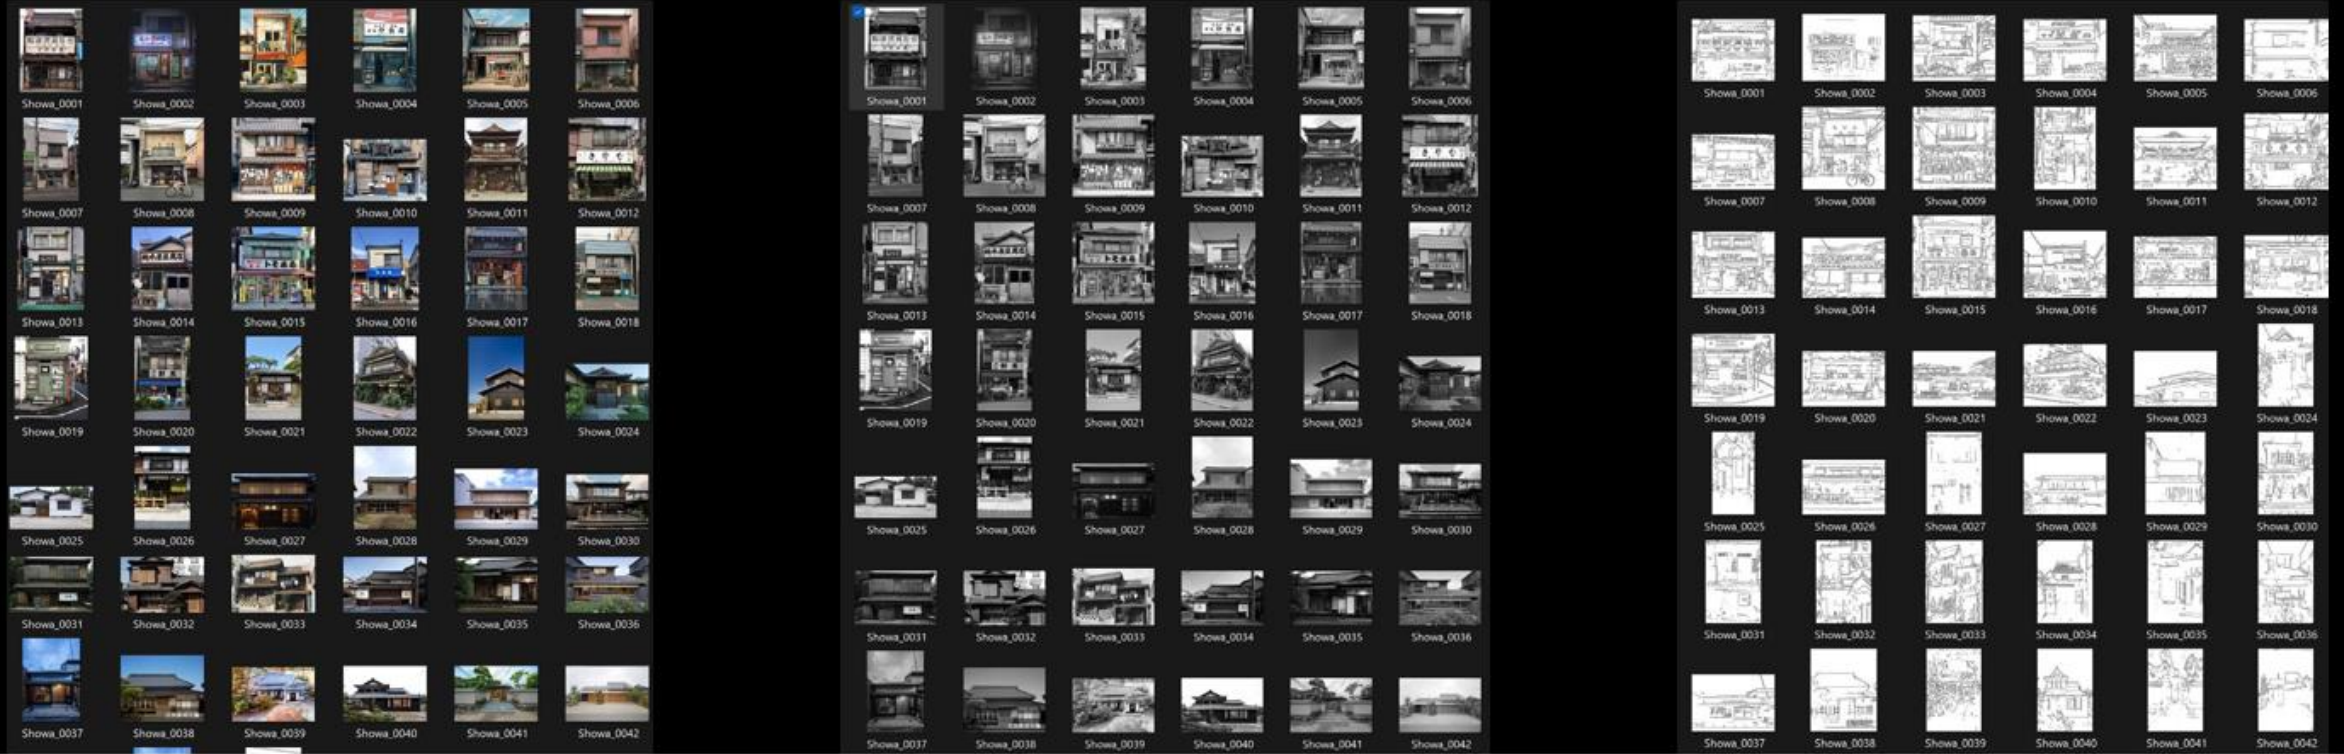 Showa_0001 Showa_0002 Showa_0003 Showa_0004 Showa_0005 Showa_0006
Showa_0007 Showa_0008 Showa_0009 Showa_0010 Showa_0011 Showa_0012
Showa_0013 Showa_0014 Showa_0015 Showa_0016 Showa_0017 Showa_0018
Showa_0019 Showa_0020 Showa_0021 Showa_0022 Showa_0023 Showa_0024
Showa_0025 Showa_0026 Showa_0027 Showa_0028 Showa_0029 Showa_0030
Showa_0031 Showa_0032 Showa_0033 Showa_0034 Showa_0035 Showa_0036
Showa_0037 Showa_0038 Showa_0039 Showa_0040 Showa_0041 Showa_0042
Showa_0001 Showa_0002 Showa_0003 Showa_0004 Showa_0005 Showa_0006
Showa_0007 Showa_0008 Showa_0009 Showa_0010 Showa_0011 Showa_0012
Showa_0013 Showa_0014 Showa_0015 Showa_0016 Showa_0017 Showa_0018
Showa_0019 Showa_0020 Showa_0021 Showa_0022 Showa_0023 Showa_0024
Showa_0025 Showa_0026 Showa_0027 Showa_0028 Showa_0029 Showa_0030
Showa_0031 Showa_0032 Showa_0033 Showa_0034 Showa_0035 Showa_0036
Showa_0037 Showa_0038 Showa_0039 Showa_0040 Showa_0041 Showa_0042
Showa_0001 Showa_0002 Showa_0003 Showa_0004 Showa_0005 Showa_0006
Showa_0007 Showa_0008 Showa_0009 Showa_0010 Showa_0011 Showa_0012
Showa_0013 Showa_0014 Showa_0015 Showa_0016 Showa_0017 Showa_0018
Showa_0019 Showa_0020 Showa_0021 Showa_0022 Showa_0023 Showa_0024
Showa_0025 Showa_0026 Showa_0027 Showa_0028 Showa_0029 Showa_0030
Showa_0031 Showa_0032 Showa_0033 Showa_0034 Showa_0035 Showa_0036
Showa_0037 Showa_0038 Showa_0039 Showa_0040 Showa_0041 Showa_0042